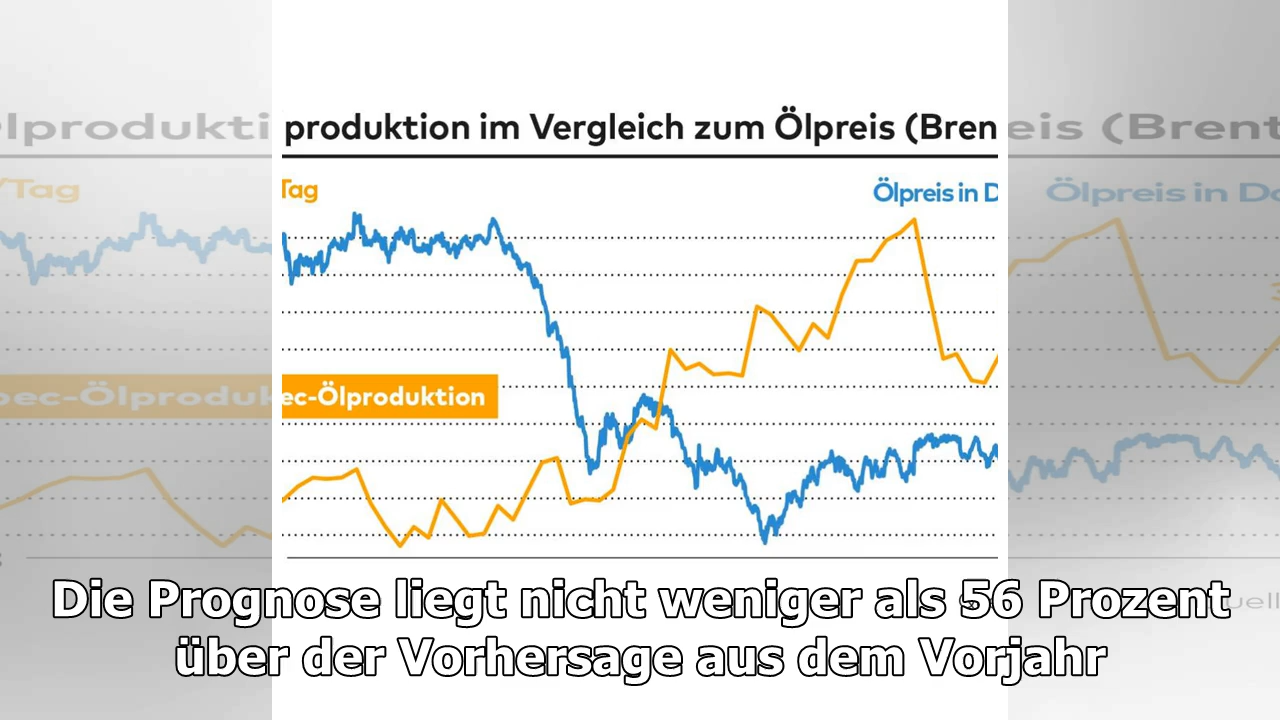 produktion im Vergleich zum Ölpreis (Bren
Tag
Ölpreis in D
ec-Ölproduktion
Die Prognose liegt nicht weniger als 56 Prozent
über der Vorhersage aus dem Vorjahr